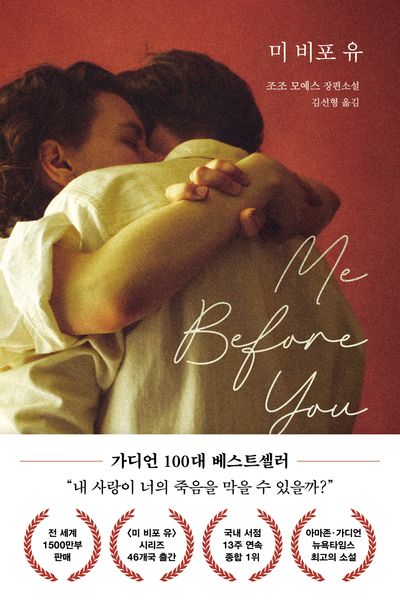 미 비포 유
조조 모예스 장편소설
김선형 옮김
Me
Before
You
가디언 100대 베스트셀러
“내 사랑이 너의 죽음을 막을 수 있을까?”
전 세계
1500만부
판매
〈미 비포 유〉
시리즈
46개국 출간
국내 서점
13주 연속
종합 1위
아마존·가디언
뉴욕타임스
최고의 소설